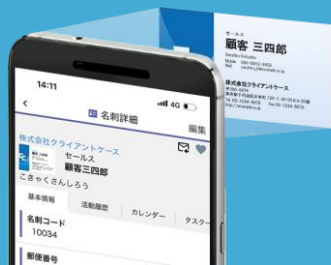 セールス
顧客 三四郎
株式会社クライアントケース
14:11
4G
名刺詳細
編集
株式会社クライアントケース
セールス
顧客三四郎
こきゃくさんしろう
基本情報
活動履歴
カレンダー
タスク
名刺コード
10034
郵便番号